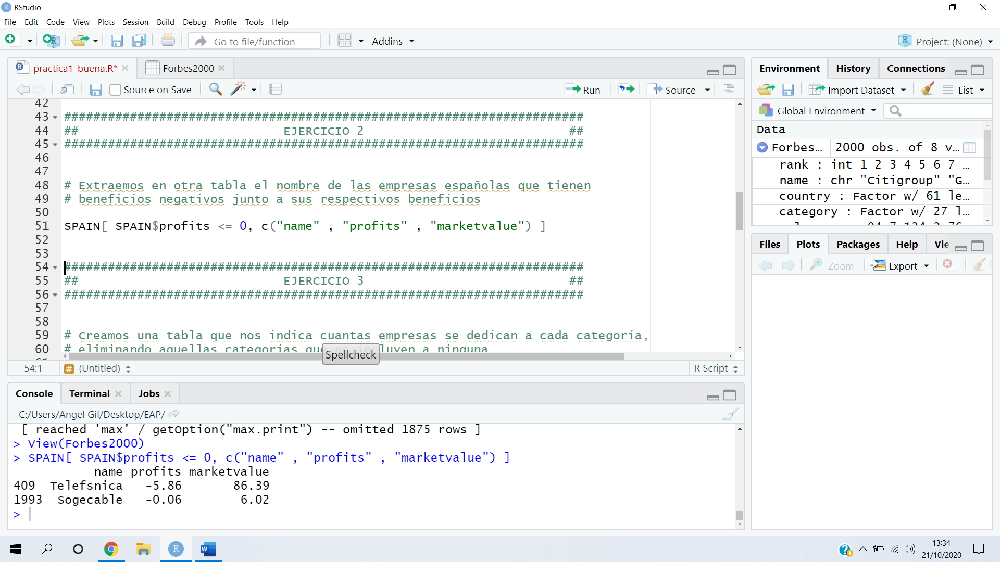 RStudio
File Edit Code View Plots Session Build Debug Profile Tools Help
Go to file/function
Addins
Project: (None)
practica1_buena.R*
Forbes2000
Source on Save
Run
Source
42
43 #######################################################################
44 ## EJERCICIO 2 ##
45 #######################################################################
46
47
48 # Extraemos en otra tabla el nombre de las empresas españolas que tienen
49 # beneficios negativos junto a sus respectivos beneficios
50
51 SPAIN[ SPAIN$profits <= 0, c("name" , "profits" , "marketvalue") ]
52
53
54 #######################################################################
55 ## EJERCICIO 3 ##
56 #######################################################################
57
58
59 # Creamos una tabla que nos indica cuantas empresas se dedican a cada categoría,
60 # eliminando aquellas categorías que no incluyen a ninguna
61
Spellcheck
54:1
# (Untitled)
R Script
Console Terminal Jobs
C:/Users/Angel Gil/Desktop/EAP/
[ reached 'max' / getOption("max.print") -- omitted 1875 rows ]
> View(Forbes2000)
> SPAIN[ SPAIN$profits <= 0, c("name" , "profits" , "marketvalue") ]
name profits marketvalue
409 Telefsnica -5.86 86.39
1993 Sogecable -0.06 6.02
>
Environment History Connections
Import Dataset
List
Global Environment
Data
Forbes… 2000 obs. of 8 v…
rank : int 1 2 3 4 5 6 7 …
name : chr "Citigroup" "G…
country : Factor w/ 61 le…
category : Factor w/ 27 l…
Files Plots Packages Help Vie
Zoom
Export
13:34
21/10/2020